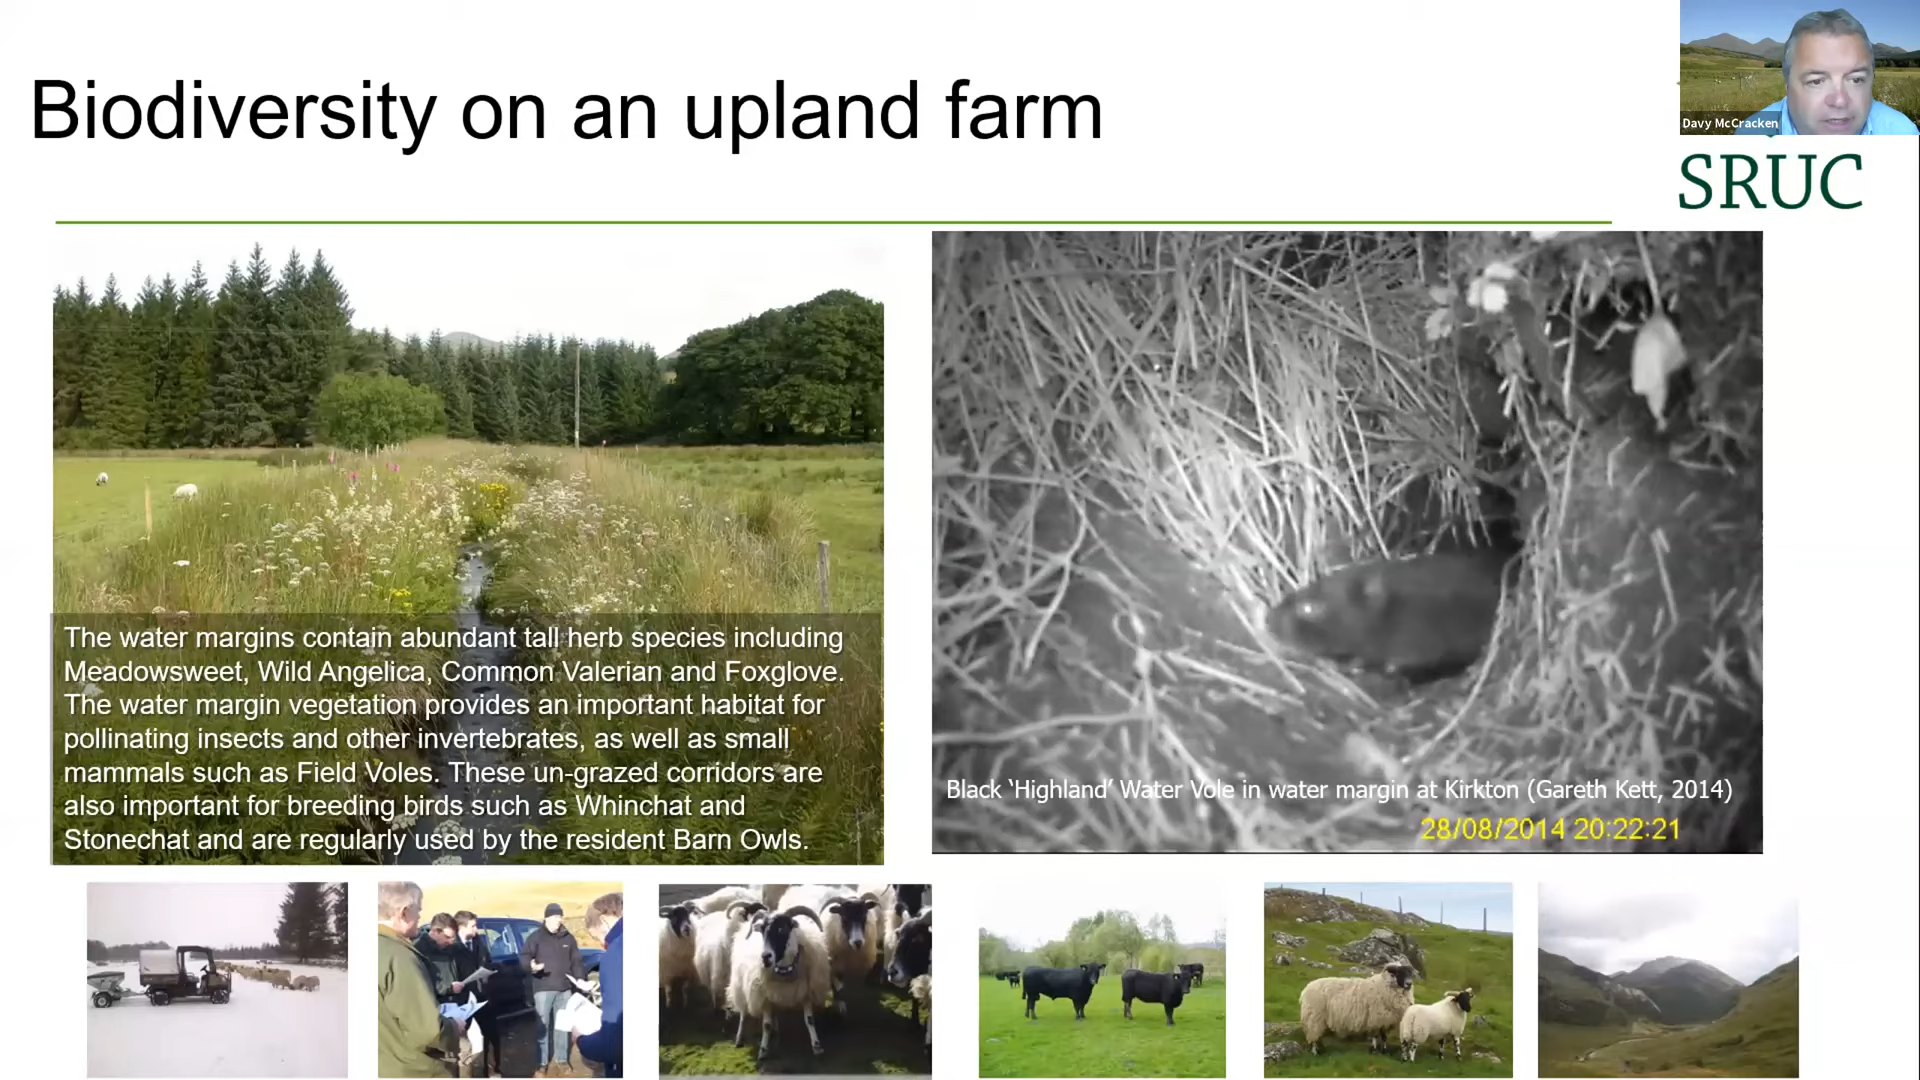 Biodiversity on an upland farm
Davy McCracken
SRUC
The water margins contain abundant tall herb species including
Meadowsweet, Wild Angelica, Common Valerian and Foxglove.
The water margin vegetation provides an important habitat for
pollinating insects and other invertebrates, as well as small
mammals such as Field Voles. These un-grazed corridors are
also important for breeding birds such as Whinchat and
Stonechat and are regularly used by the resident Barn Owls.
Black ‘Highland’ Water Vole in water margin at Kirkton (Gareth Kett, 2014)
28/08/2014 20:22:21